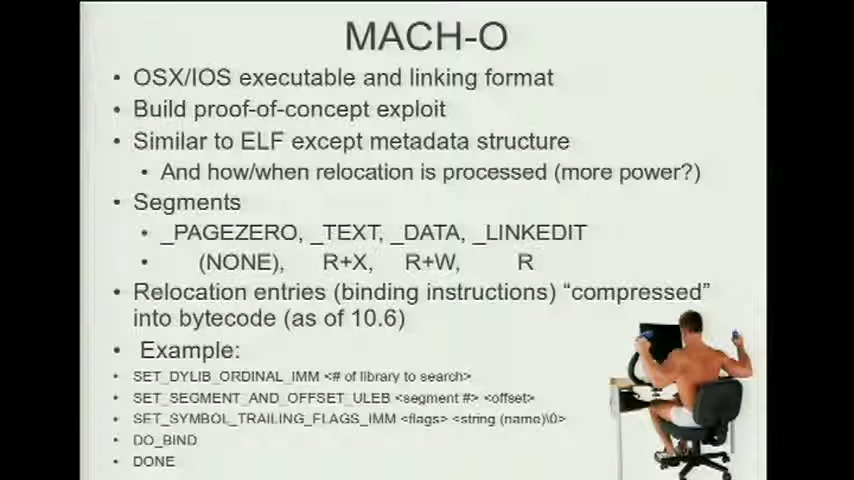 MACH-O
• OSX/IOS executable and linking format
• Build proof-of-concept exploit
• Similar to ELF except metadata structure
• And how/when relocation is processed (more power?)
• Segments
• _PAGEZERO, _TEXT, _DATA, _LINKEDIT
• (NONE), R+X, R+W, R
• Relocation entries (binding instructions) “compressed”
into bytecode (as of 10.6)
• Example:
• SET_DYLIB_ORDINAL_IMM <# of library to search>
• SET_SEGMENT_AND_OFFSET_ULEB <segment #> <offset>
• SET_SYMBOL_TRAILING_FLAGS_IMM <flags> <string (name)\0>
• DO_BIND
• DONE